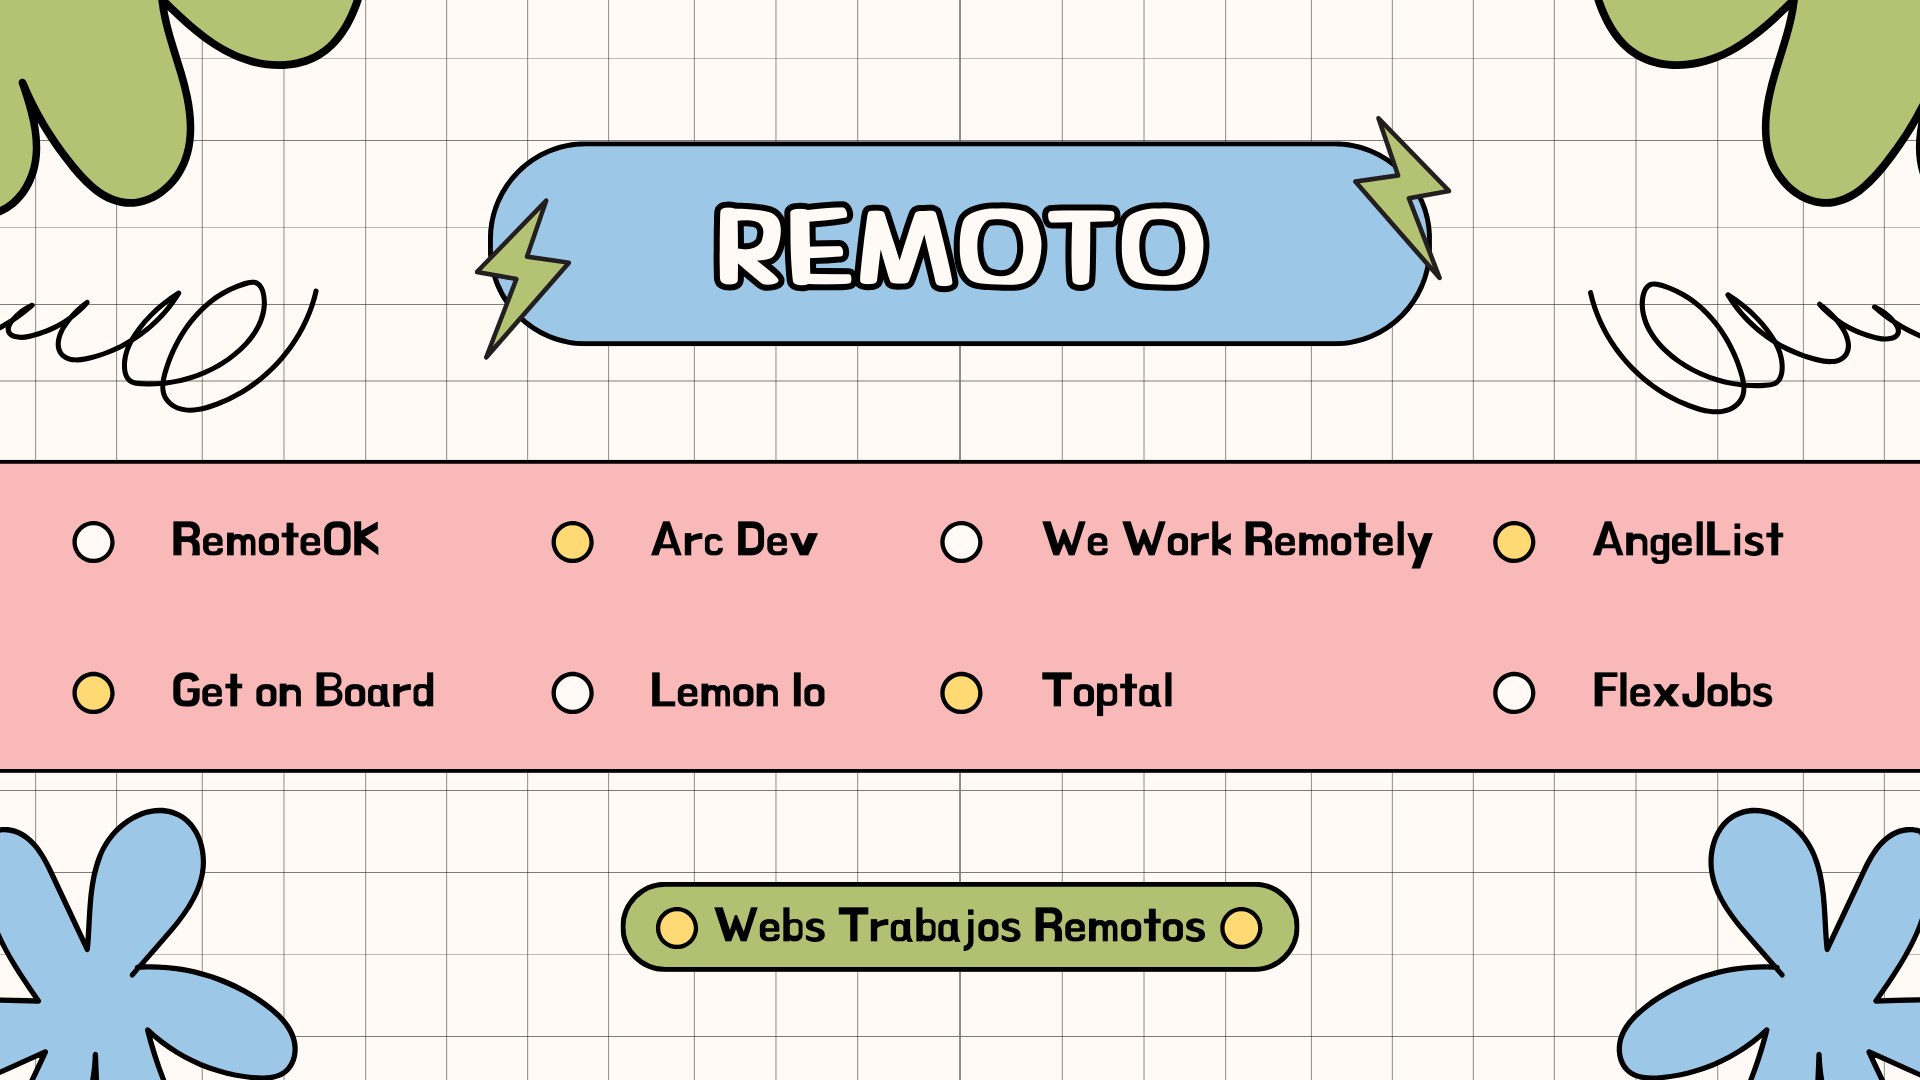 REMOTO
RemoteOK
Arc Dev
We Work Remotely
AngelList
Get on Board
Lemon Io
Toptal
FlexJobs
Webs Trabajos Remotos